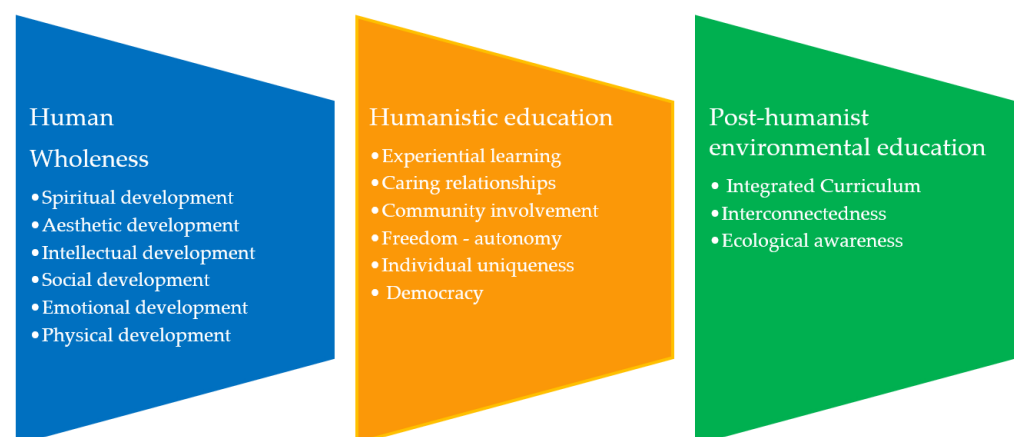 Human
Wholeness
•Spiritual development
•Aesthetic development
•Intellectual development
•Social development
•Emotional development
•Physical development
Humanistic education
•Experiential learning
•Caring relationships
•Community involvement
•Freedom - autonomy
•Individual uniqueness
• Democracy
Post-humanist
environmental education
• Integrated Curriculum
•Interconnectedness
•Ecological awareness